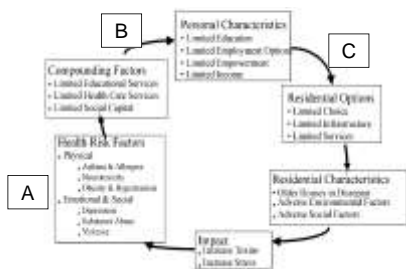 B
Personal Characteristics
• Limited Education
• Limited Employment Option
• Limited Empowerment
• Limited Income
C
Compounding Factors
• Limited Educational Services
• Limited Health Care Services
• Limited Social Capital
Residential Options
• Limited Choice
• Limited Infrastructure
• Limited Services
A
Health Risk Factors
• Physical
• Asthma & Allergies
• Neurotoxicity
• Obesity & Hypertension
• Emotional & Social
• Depression
• Substance Abuse
• Violence
Residential Characteristics
• Older Houses in Disrepair
• Adverse Environmental Factors
• Adverse Social Factors
Impact
• Increase Stress